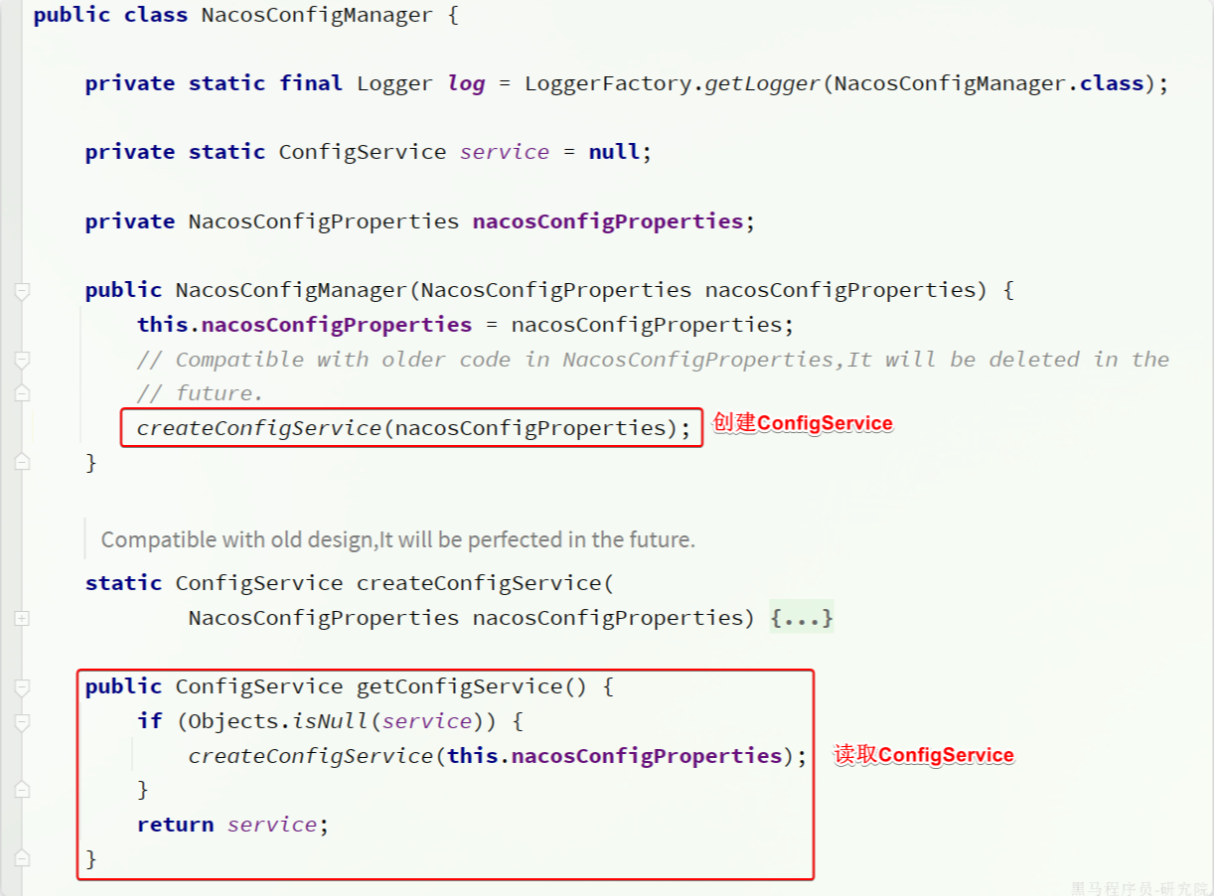 public class NacosConfigManager {
private static final Logger log = LoggerFactory.getLogger(NacosConfigManager.class);
private static ConfigService service = null;
private NacosConfigProperties nacosConfigProperties;
public NacosConfigManager(NacosConfigProperties nacosConfigProperties) {
this.nacosConfigProperties = nacosConfigProperties;
// Compatible with older code in NacosConfigProperties,It will be deleted in the
// future.
createConfigService(nacosConfigProperties); 创建ConfigService
}
Compatible with old design,It will be perfected in the future.
static ConfigService createConfigService(
NacosConfigProperties nacosConfigProperties) {...}
public ConfigService getConfigService() {
if (Objects.isNull(service)) {
createConfigService(this.nacosConfigProperties); 读取ConfigService
}
return service;
}
黑马程序员-研究院